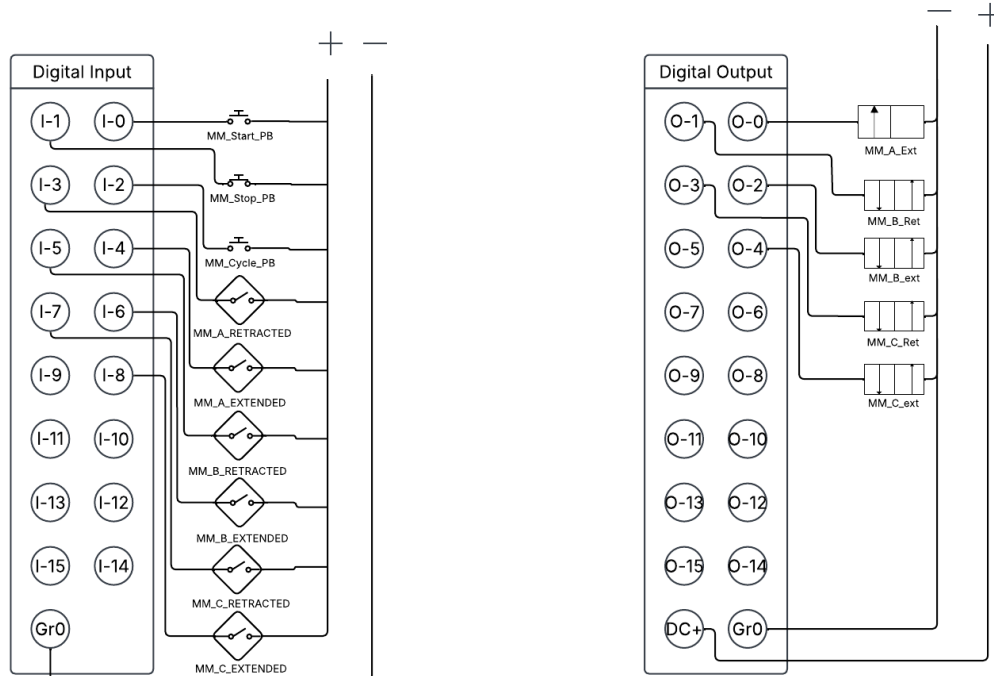 + —
Digital Input
I-1 I-0
MM_Start_PB
I-3 I-2
MM_Stop_PB
I-5 I-4
MM_Cycle_PB
I-7 I-6
MM_A_RETRACTED
I-9 I-8
MM_A_EXTENDED
I-11 I-10
MM_B_RETRACTED
I-13 I-12
MM_B_EXTENDED
I-15 I-14
MM_C_RETRACTED
Gr0
MM_C_EXTENDED
— +
Digital Output
O-1 O-0
MM_A_Ext
O-3 O-2
MM_B_Ret
O-5 O-4
MM_B_ext
O-7 O-6
MM_C_Ret
O-9 O-8
MM_C_ext
O-11 O-10
O-13 O-12
O-15 O-14
DC+ Gr0